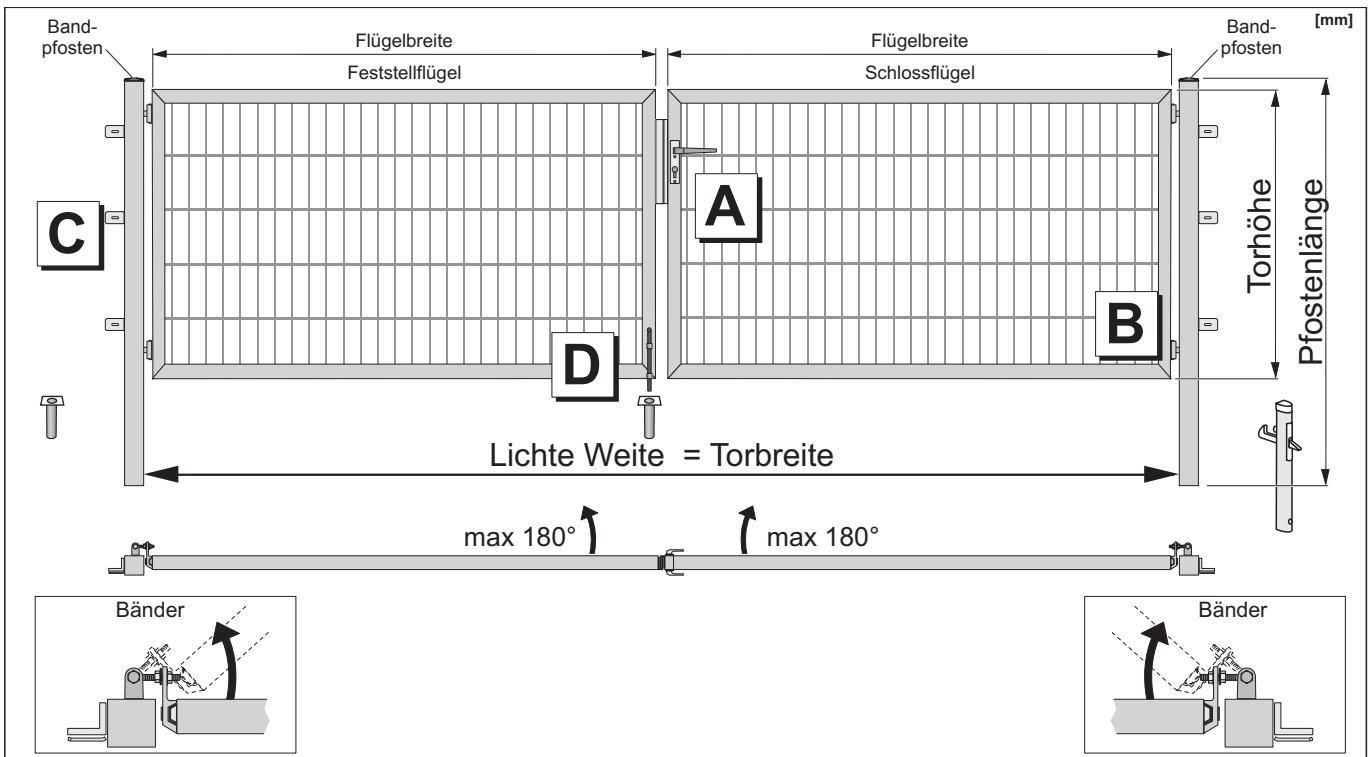 Band-
pfosten
Flügelbreite
Flügelbreite
Band-
pfosten
[mm]
Feststellflügel
Schlossflügel
A
C
B
D
Torhöhe
Pfostenlänge
Lichte Weite = Torbreite
max 180°
max 180°
Bänder
Bänder